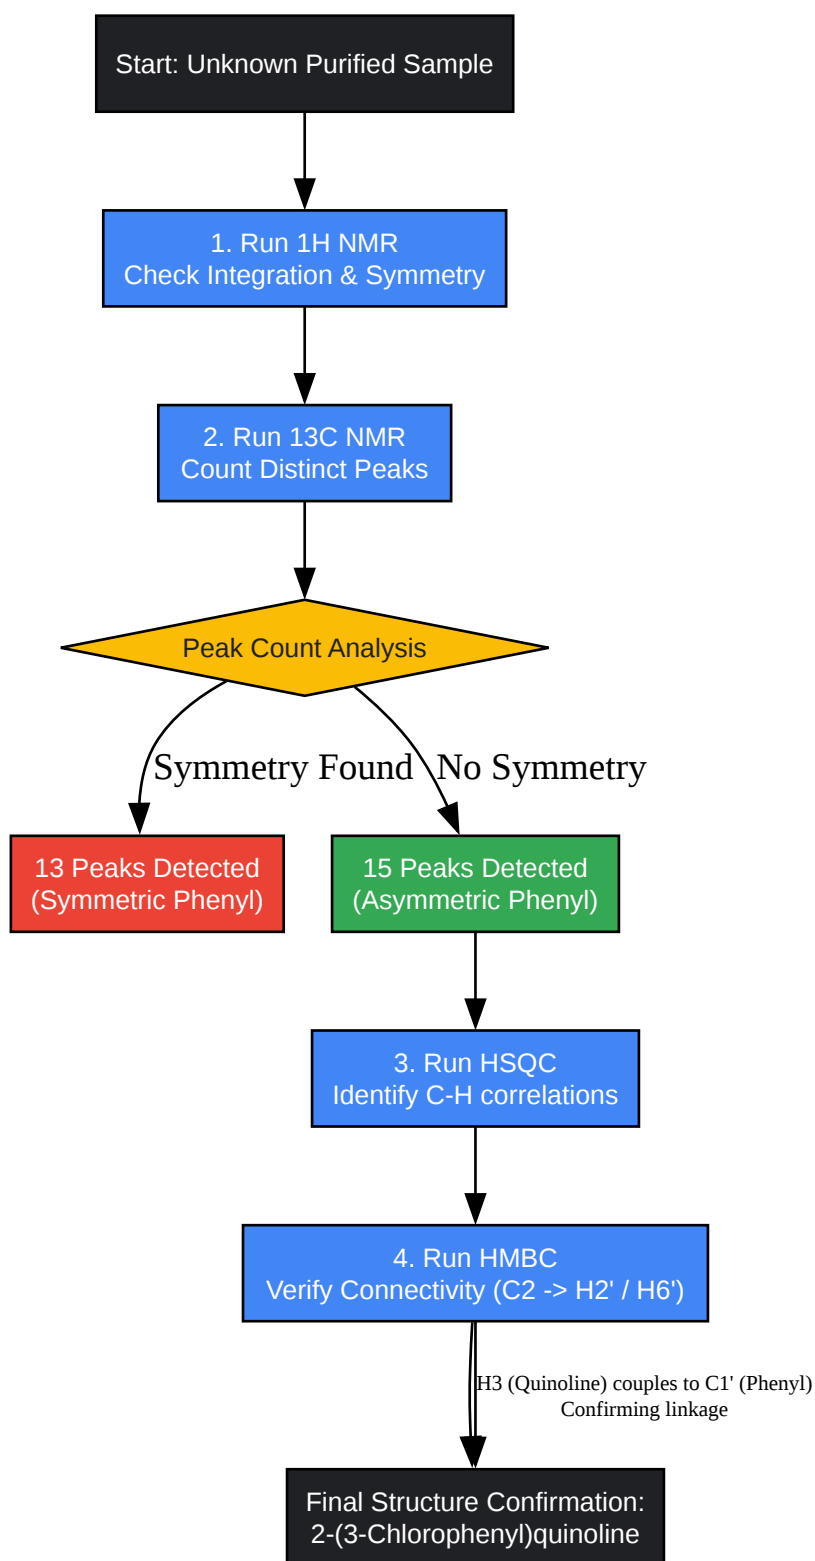 Start: Unknown Purified Sample
1. Run 1H NMR
Check Integration & Symmetry
2. Run 13C NMR
Count Distinct Peaks
Peak Count Analysis
Symmetry Found
No Symmetry
13 Peaks Detected
(Symmetric Phenyl)
15 Peaks Detected
(Asymmetric Phenyl)
3. Run HSQC
Identify C-H correlations
4. Run HMBC
Verify Connectivity (C2 -> H2' / H6')
H3 (Quinoline) couples to C1' (Phenyl)
Confirming linkage
Final Structure Confirmation:
2-(3-Chlorophenyl)quinoline